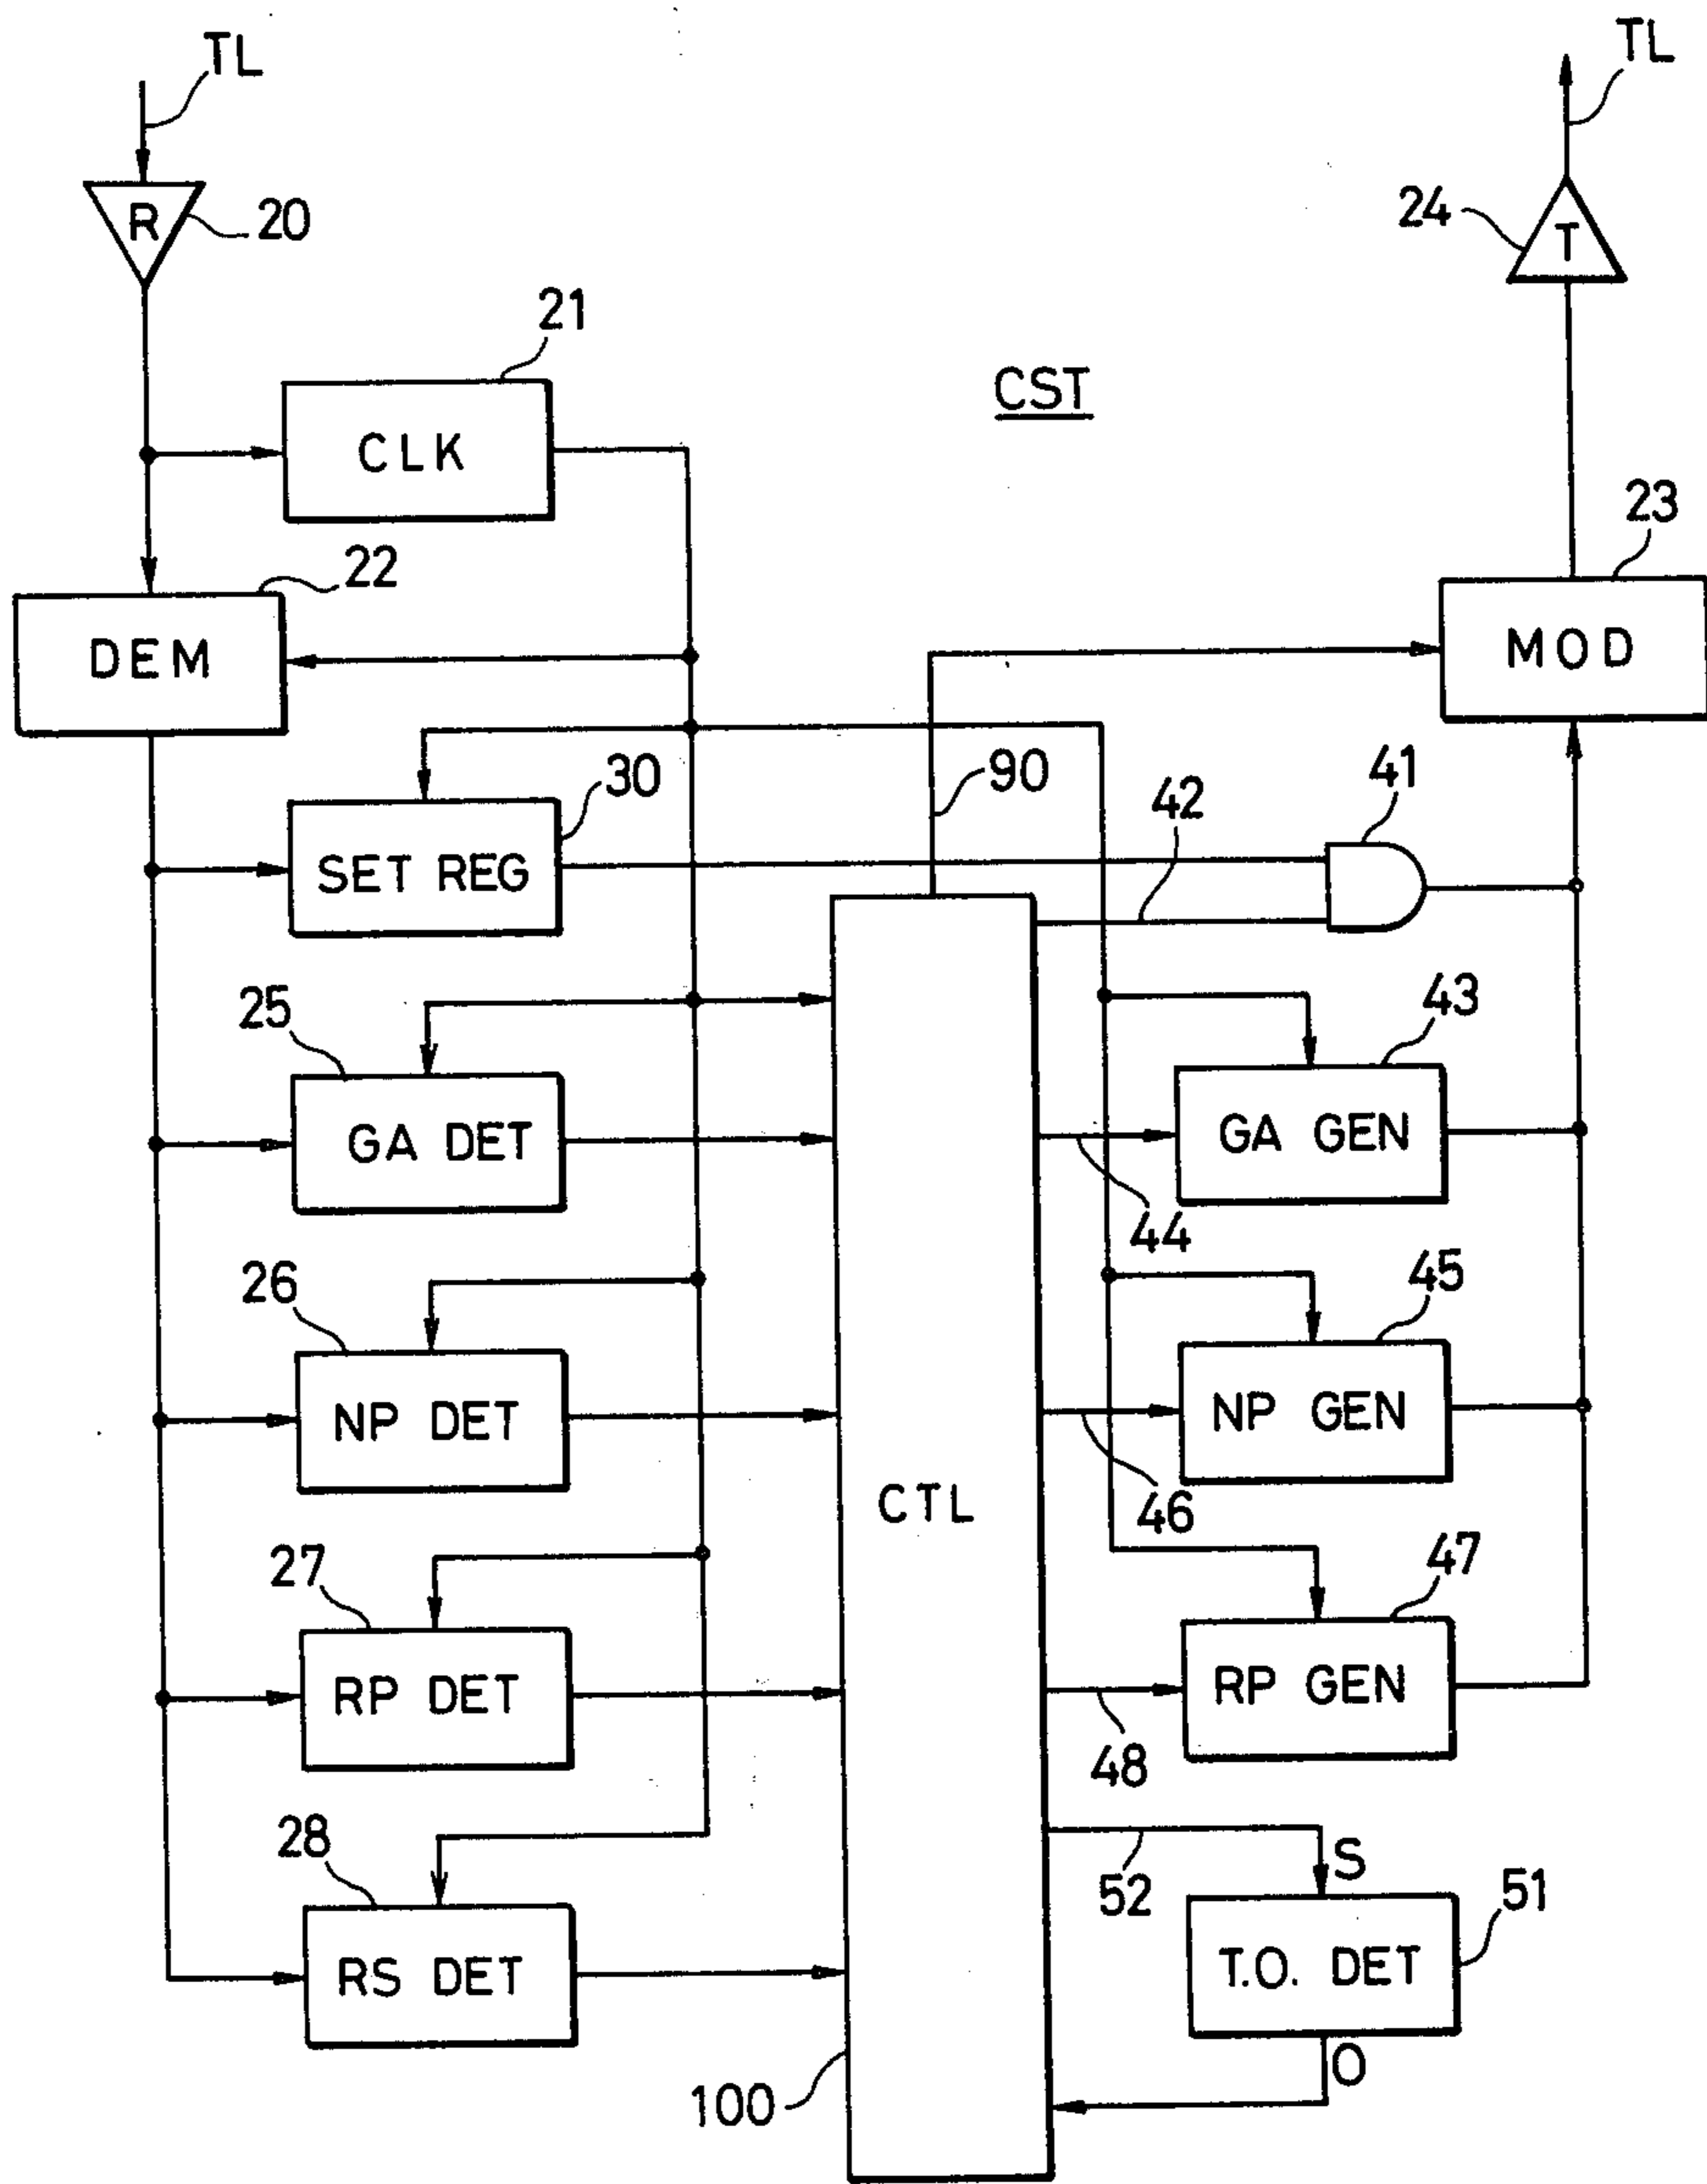 TL
TL
R
20
24
T
21
CST
CLK
23
22
DEM
MOD
30
90
42
41
SET REG
25
43
GA DET
GA GEN
44
26
45
NP DET
NP GEN
CTL
46
27
47
RP DET
RP GEN
48
28
52
S
51
RS DET
T.O. DET
O
100